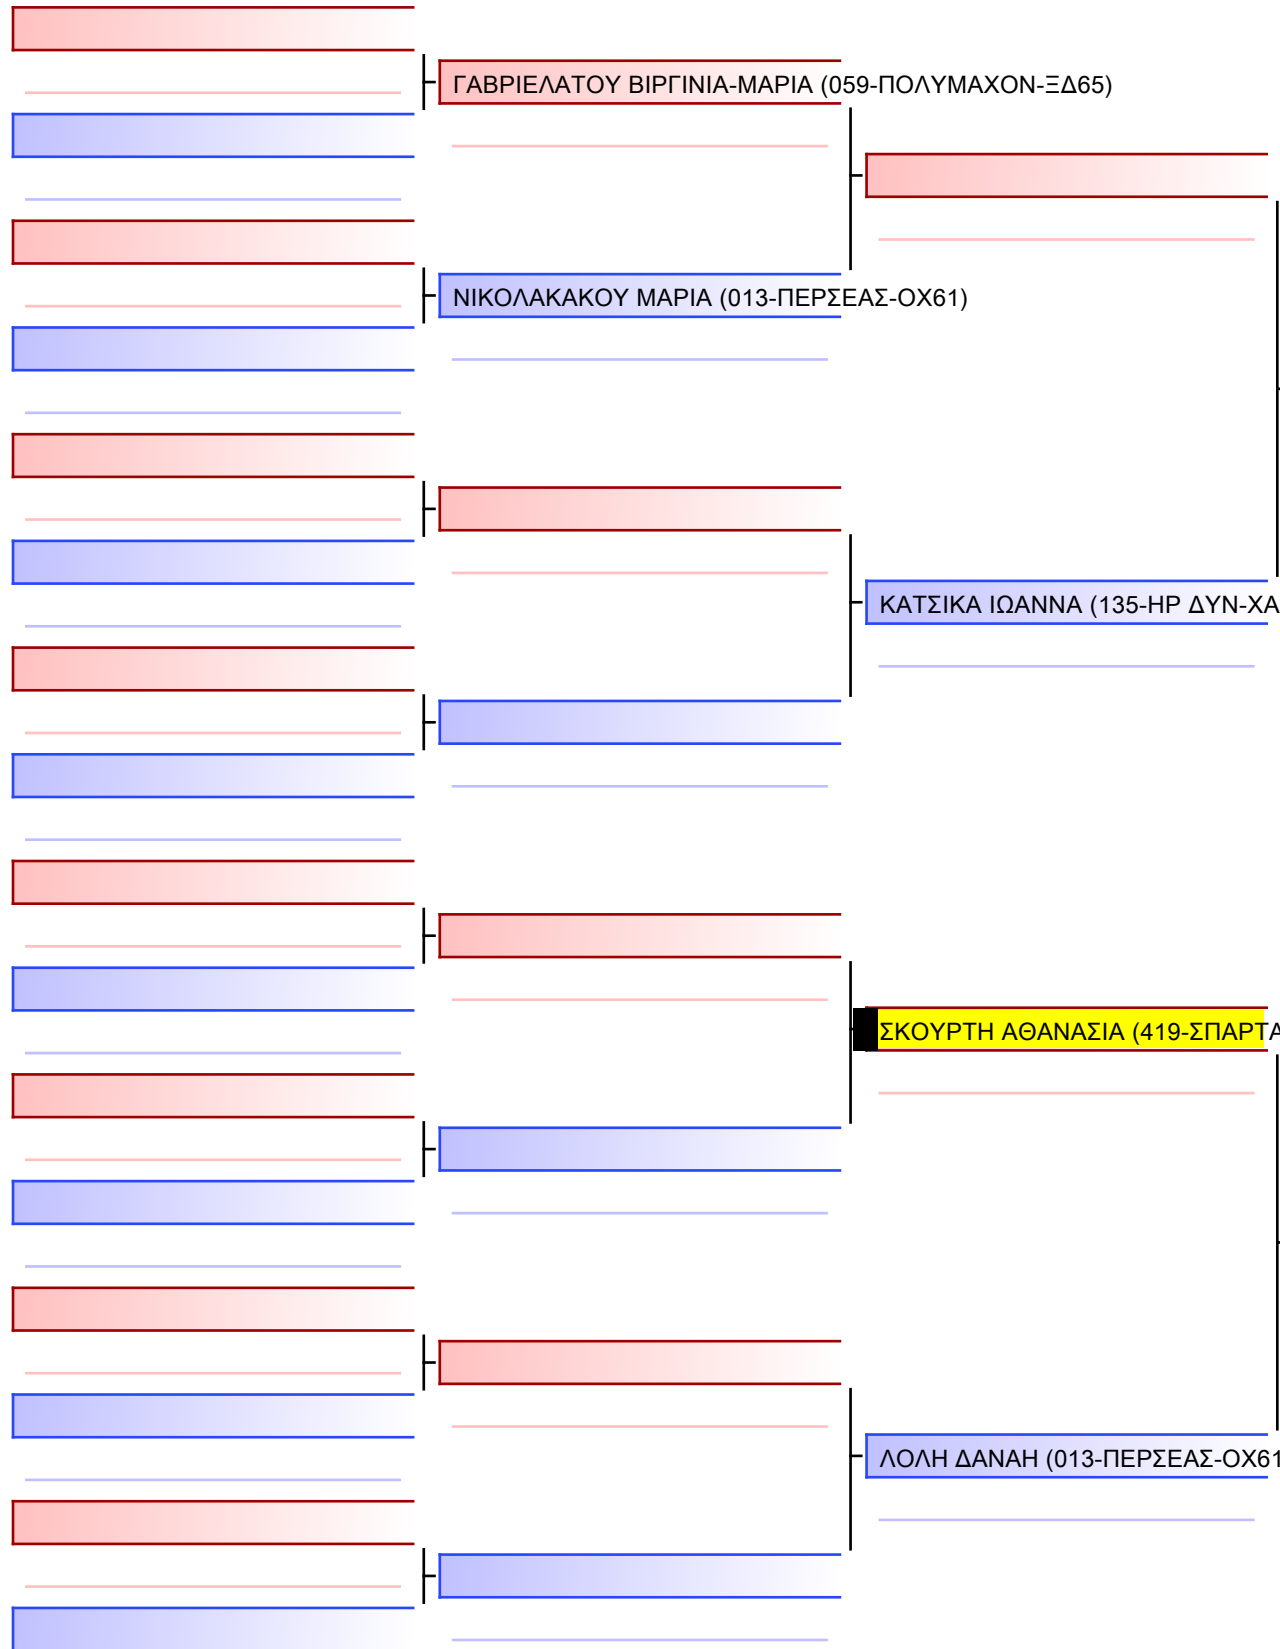 ΓΑΒΡΙΕΛΑΤΟΥ ΒΙΡΓΙΝΙΑ-ΜΑΡΙΑ (059-ΠΟΛΥΜΑΧΟΝ-ΞΔ65)
ΝΙΚΟΛΑΚΑΚΟΥ ΜΑΡΙΑ (013-ΠΕΡΣΕΑΣ-ΟΧ61)
ΚΑΤΣΙΚΑ ΙΩΑΝΝΑ (135-ΗΡ ΔΥΝ-ΧΑ
ΣΚΟΥΡΤΗ ΑΘΑΝΑΣΙΑ (419-ΣΠΑΡΤΑ
ΛΟΛΗ ΔΑΝΑΗ (013-ΠΕΡΣΕΑΣ-ΟΧ61